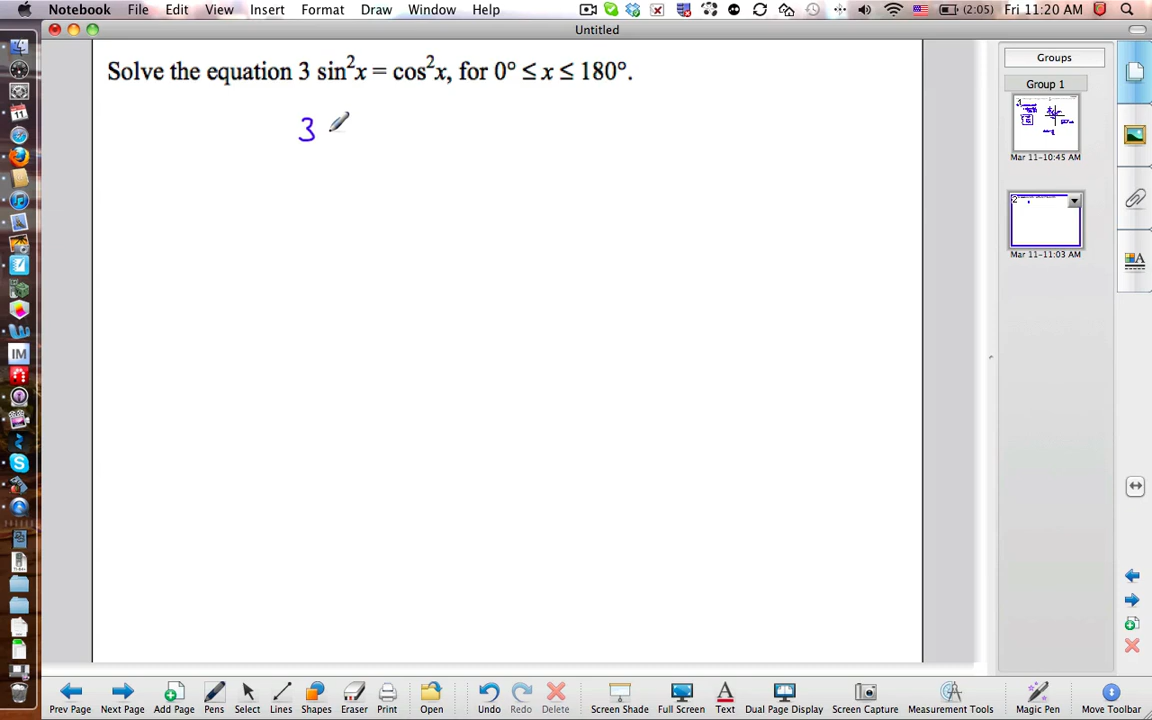 Notebook File Edit View Insert Format Draw Window Help (2:05) Fri 11:20 AM
Untitled
Solve the equation 3 sin²x = cos²x, for 0° ≤ x ≤ 180°.
3
Groups
Group 1
Mar 11-10:45 AM
2
Mar 11-11:03 AM
IM
Prev Page Next Page Add Page Pens Select Lines Shapes Eraser Print Open Undo Redo Delete Screen Shade Full Screen Text Dual Page Display Screen Capture Measurement Tools Magic Pen Move Toolbar